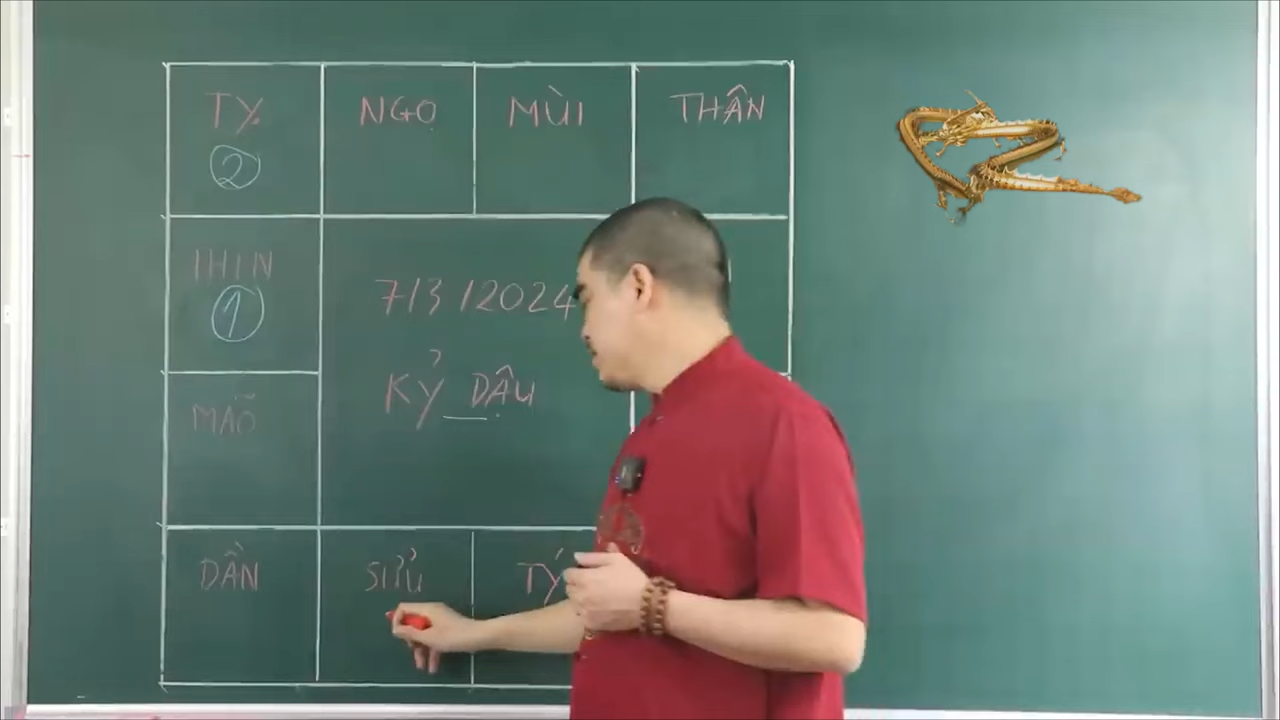 TỴ NGỌ MÙI THÂN
②
THÌN
①
7/3/2024
KỶ DẬU
MÃO
DẦN SỬU TÝ